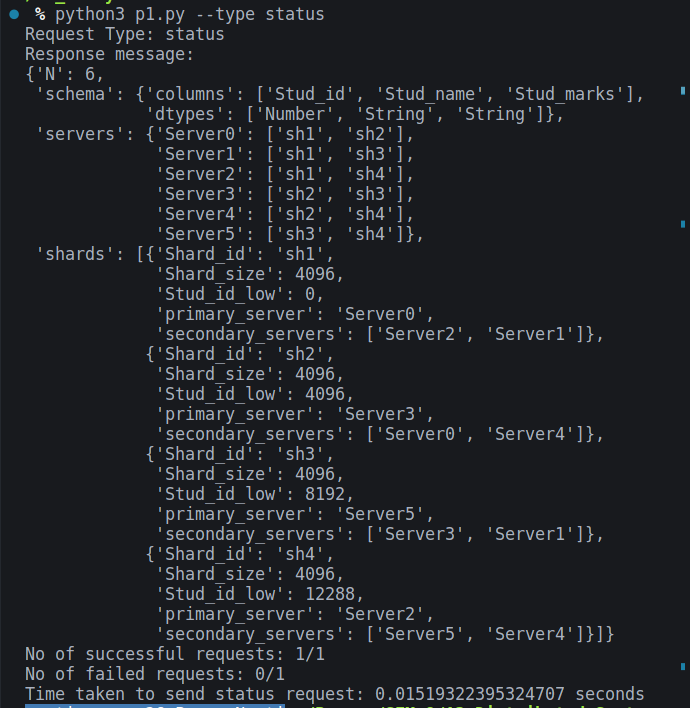 % python3 p1.py --type status
Request Type: status
Response message:
{'N': 6,
 'schema': {'columns': ['Stud_id', 'Stud_name', 'Stud_marks'],
            'dtypes': ['Number', 'String', 'String']},
 'servers': {'Server0': ['sh1', 'sh2'],
             'Server1': ['sh1', 'sh3'],
             'Server2': ['sh1', 'sh4'],
             'Server3': ['sh2', 'sh3'],
             'Server4': ['sh2', 'sh4'],
             'Server5': ['sh3', 'sh4']},
 'shards': [{'Shard_id': 'sh1',
             'Shard_size': 4096,
             'Stud_id_low': 0,
             'primary_server': 'Server0',
             'secondary_servers': ['Server2', 'Server1']},
            {'Shard_id': 'sh2',
             'Shard_size': 4096,
             'Stud_id_low': 4096,
             'primary_server': 'Server3',
             'secondary_servers': ['Server0', 'Server4']},
            {'Shard_id': 'sh3',
             'Shard_size': 4096,
             'Stud_id_low': 8192,
             'primary_server': 'Server5',
             'secondary_servers': ['Server3', 'Server1']},
            {'Shard_id': 'sh4',
             'Shard_size': 4096,
             'Stud_id_low': 12288,
             'primary_server': 'Server2',
             'secondary_servers': ['Server5', 'Server4']}]}
No of successful requests: 1/1
No of failed requests: 0/1
Time taken to send status request: 0.01519322395324707 seconds